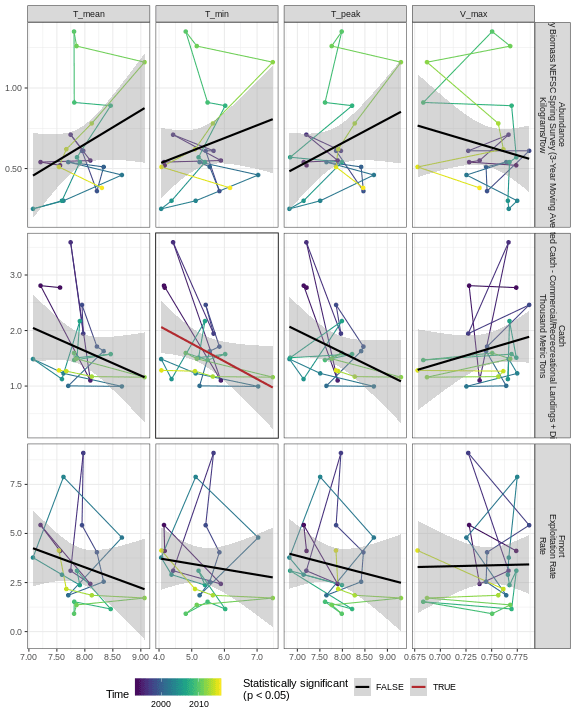 T_mean T_min T_peak V_max
1.00
0.50
Abundance
y Biomass NEFSC Spring Survey (3-Year Moving Ave
Kilograms/Tow
3.0
2.0
1.0
Catch
ted Catch - Commercial/Recreational Landings + Di
Thousand Metric Tons
7.5
5.0
2.5
0.0
Fmort
Exploitation Rate
Rate
7.00 7.50 8.00 8.50 9.00 4.0 5.0 6.0 7.0 7.00 7.50 8.00 8.50 9.00 0.675 0.700 0.725 0.750 0.775
Time
2000 2010
Statistically significant
(p < 0.05)
FALSE TRUE